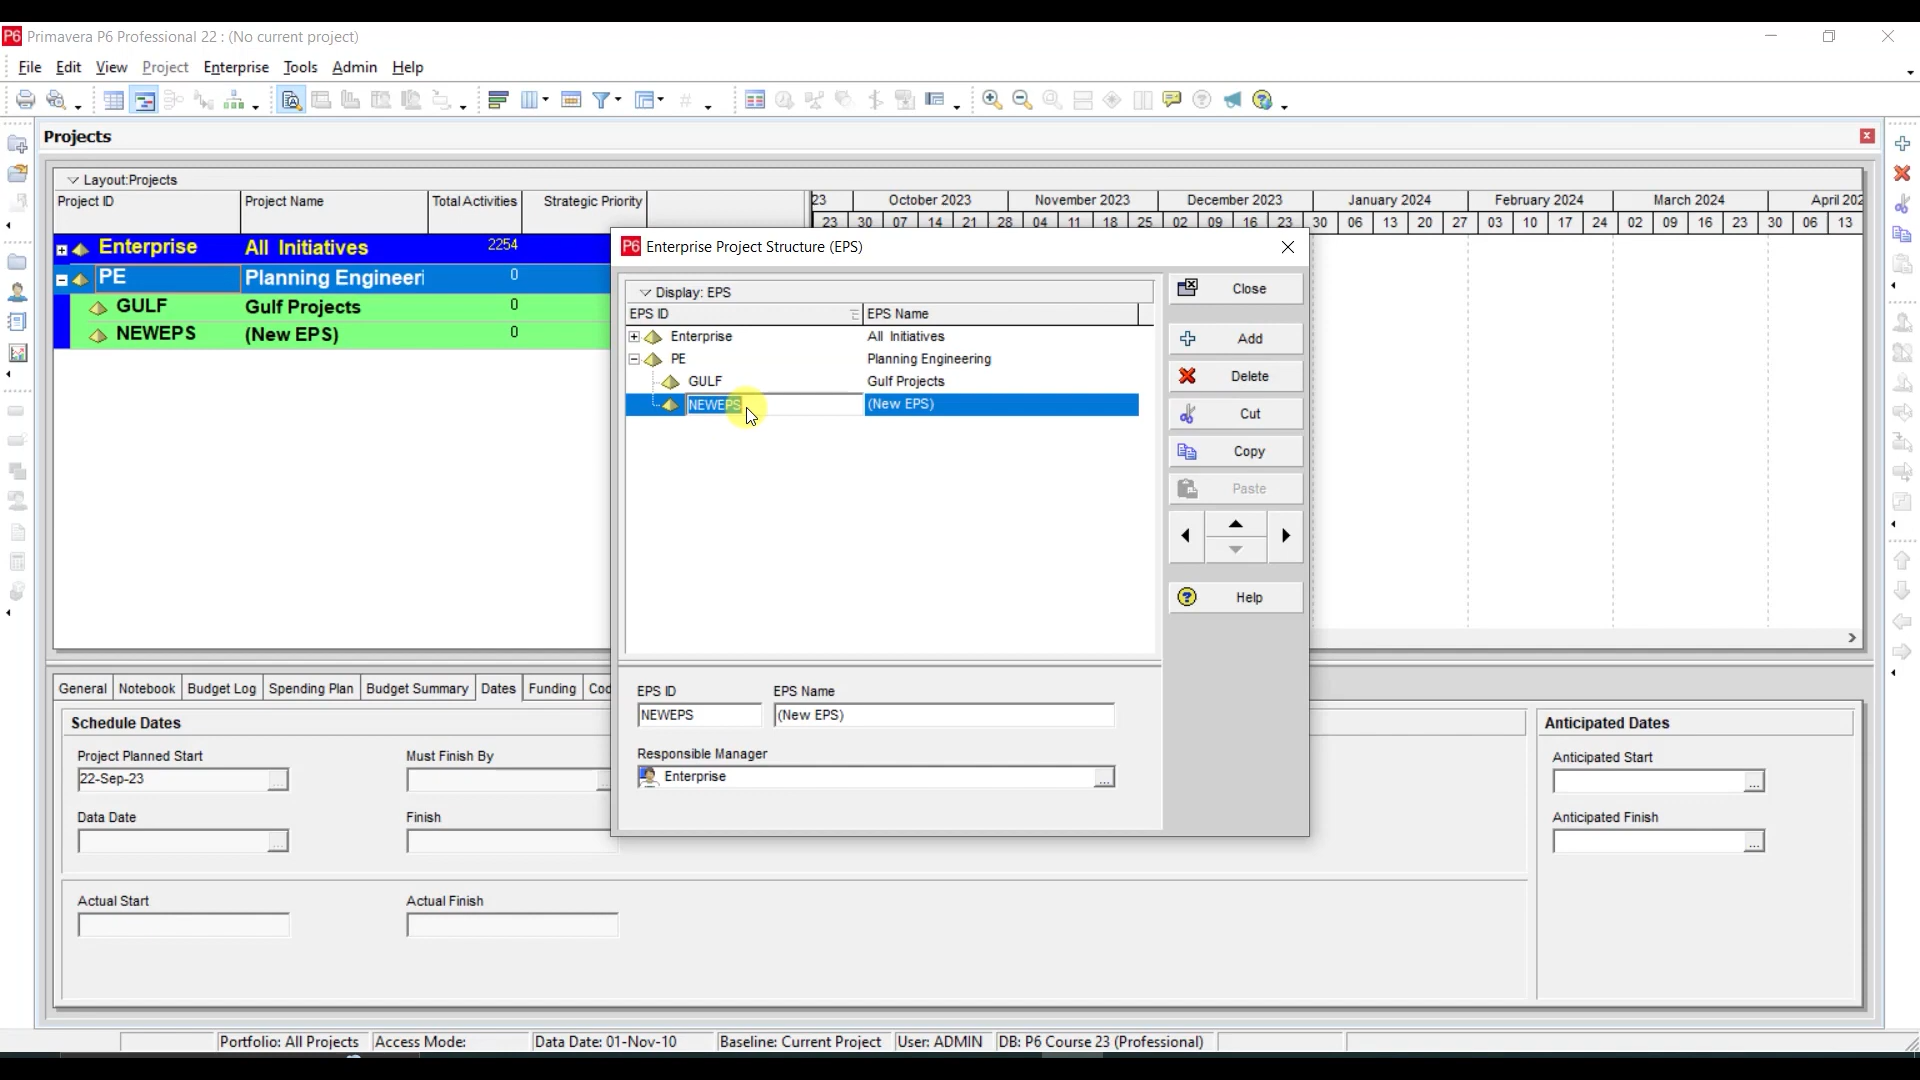 Primavera P6 Professional 22 : (No current project)
File Edit View Project Enterprise Tools Admin Help
Projects
Layout:Projects
Project ID Project Name Total Activities Strategic Priority
23 October 2023 November 2023 December 2023 January 2024 February 2024 March 2024 April 202
23 30 07 14 21 28 04 11 18 25 02 09 16 23 30 06 13 20 27 03 10 17 24 02 09 16 23 30 06 13
Enterprise All Initiatives 2254
PE Planning Engineeri 0
GULF Gulf Projects 0
NEWEPS (New EPS) 0
P6 Enterprise Project Structure (EPS)
Display: EPS
EPS ID EPS Name
Enterprise All Initiatives
PE Planning Engineering
GULF Gulf Projects
NEWEPS (New EPS)
Close
Add
Delete
Cut
Copy
Paste
Help
EPS ID EPS Name
NEWEPS (New EPS)
Responsible Manager
Enterprise
General Notebook Budget Log Spending Plan Budget Summary Dates Funding Cod
Schedule Dates
Project Planned Start Must Finish By
22-Sep-23
Data Date Finish
Actual Start Actual Finish
Anticipated Dates
Anticipated Start
Anticipated Finish
Portfolio: All Projects Access Mode: Data Date: 01-Nov-10 Baseline: Current Project User: ADMIN DB: P6 Course 23 (Professional)